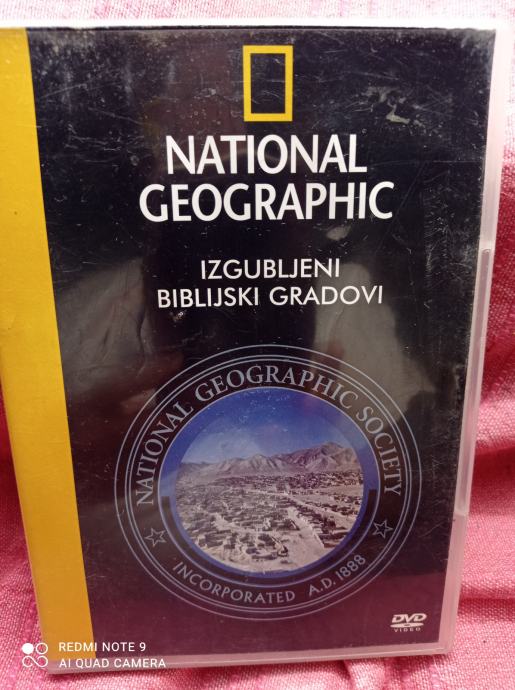 NATIONAL
GEOGRAPHIC
IZGUBLJENI
BIBLIJSKI GRADOVI
NATIONAL GEOGRAPHIC SOCIETY
INCORPORATED A.D. 1888
DVD
VIDEO
REDMI NOTE 9
AI QUAD CAMERA